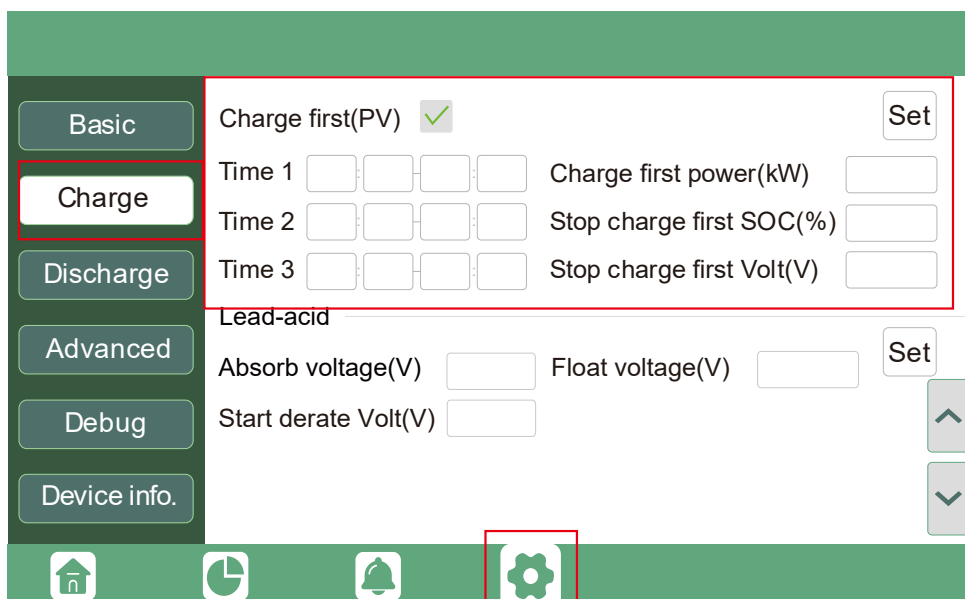 Basic
Charge
Discharge
Advanced
Debug
Device info.
Charge first(PV)
Set
Time 1 : - :
Charge first power(kW)
Time 2 : - :
Stop charge first SOC(%)
Time 3 : - :
Stop charge first Volt(V)
Lead-acid
Absorb voltage(V)
Float voltage(V)
Set
Start derate Volt(V)